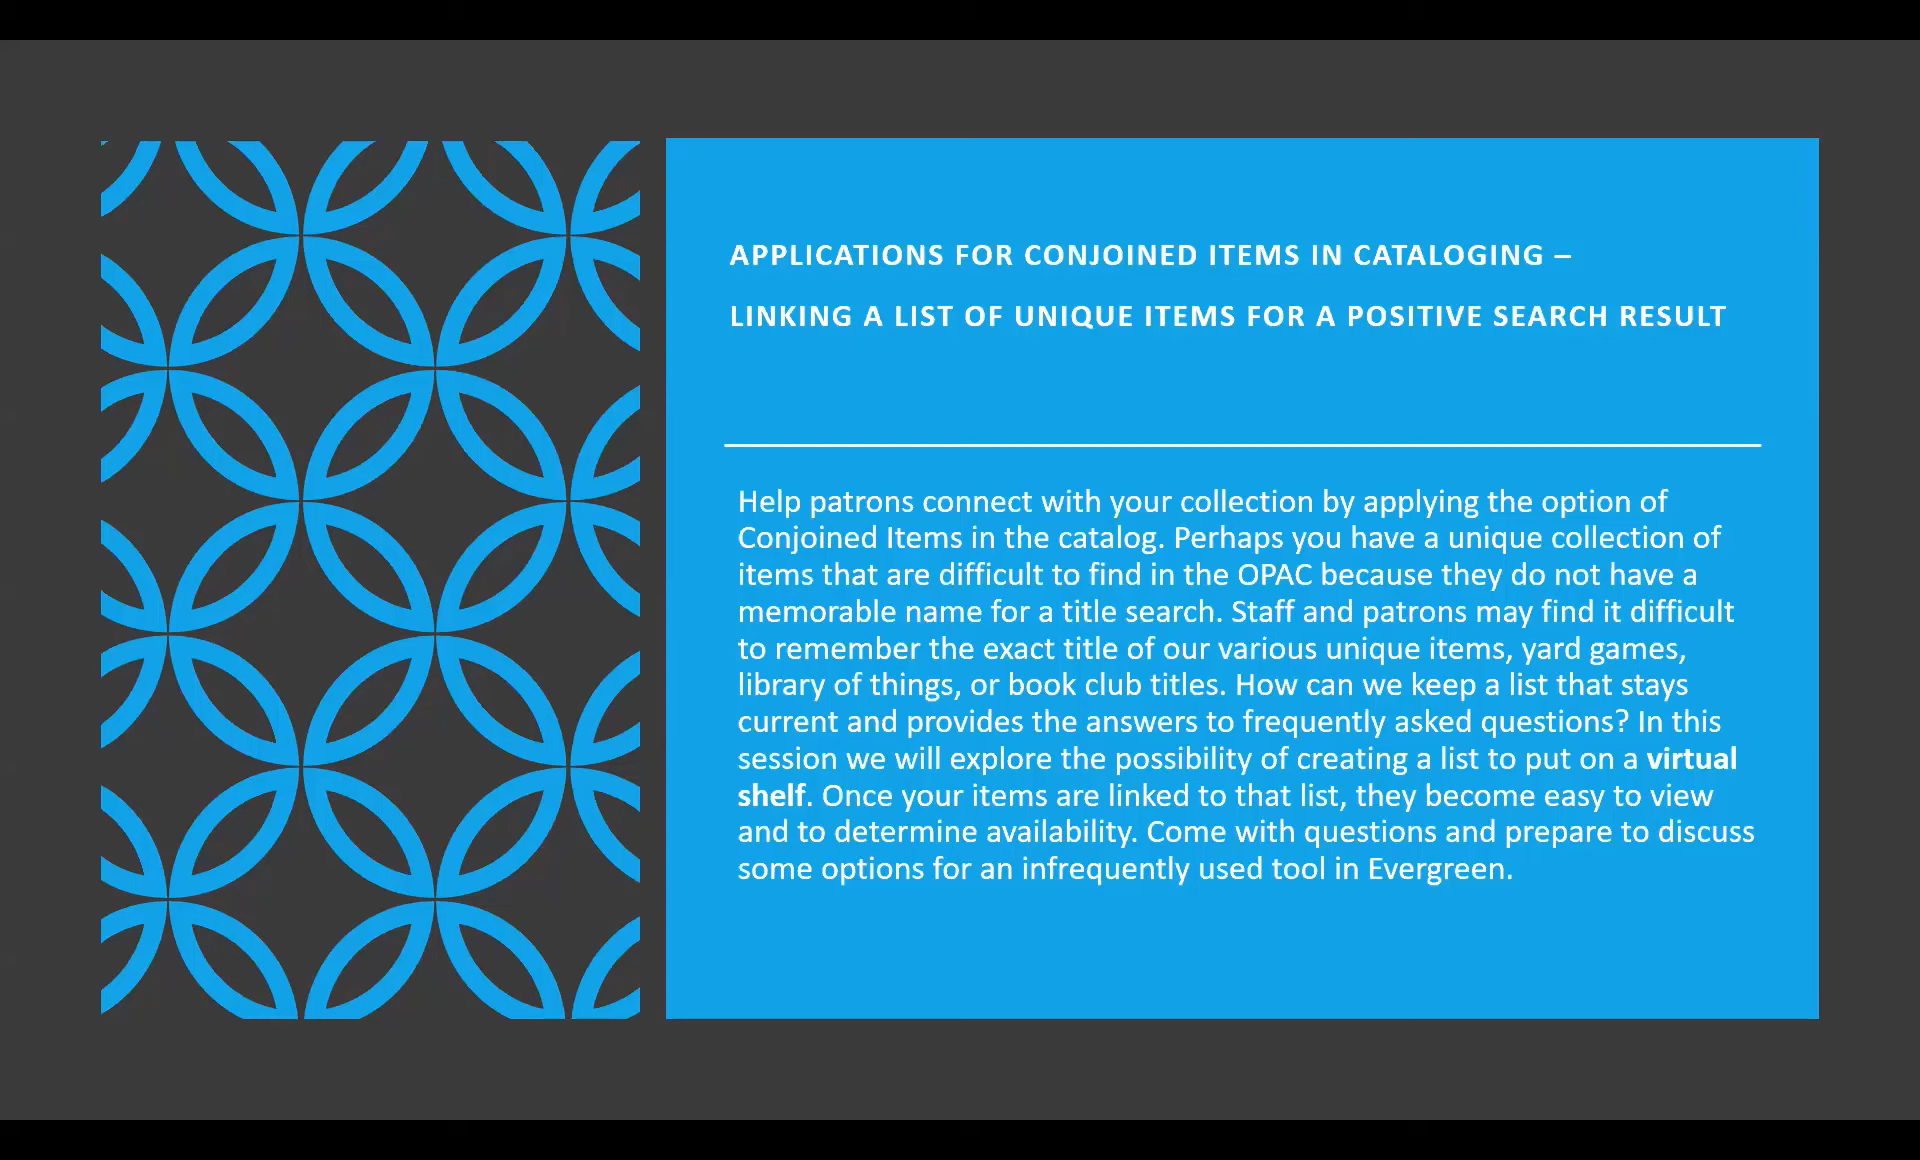 APPLICATIONS FOR CONJOINED ITEMS IN CATALOGING –
LINKING A LIST OF UNIQUE ITEMS FOR A POSITIVE SEARCH RESULT
Help patrons connect with your collection by applying the option of
Conjoined Items in the catalog. Perhaps you have a unique collection of
items that are difficult to find in the OPAC because they do not have a
memorable name for a title search. Staff and patrons may find it difficult
to remember the exact title of our various unique items, yard games,
library of things, or book club titles. How can we keep a list that stays
current and provides the answers to frequently asked questions? In this
session we will explore the possibility of creating a list to put on a virtual
shelf. Once your items are linked to that list, they become easy to view
and to determine availability. Come with questions and prepare to discuss
some options for an infrequently used tool in Evergreen.